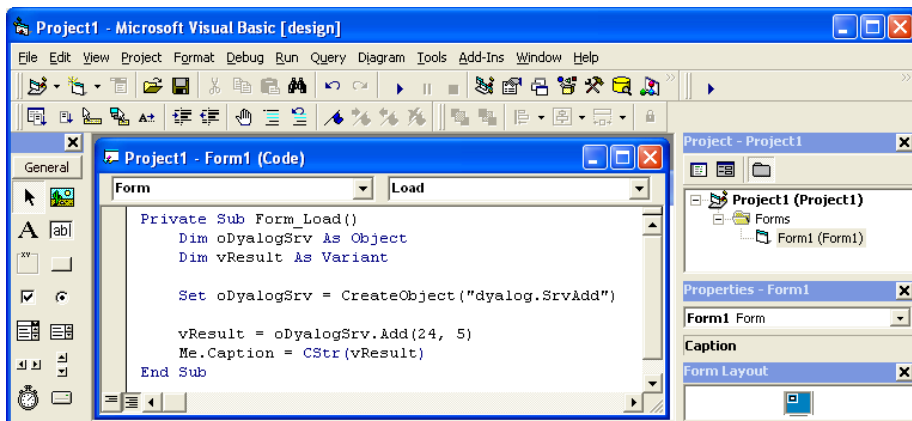 Project1 - Microsoft Visual Basic [design]
File Edit View Project Format Debug Run Query Diagram Tools Add-Ins Window Help
General
A
ab
xy
Project1 - Form1 (Code)
Form
Load
Private Sub Form_Load()
Dim oDyalogSrv As Object
Dim vResult As Variant
Set oDyalogSrv = CreateObject("dyalog.SrvAdd")
vResult = oDyalogSrv.Add(24, 5)
Me.Caption = CStr(vResult)
End Sub
Project - Project1
Project1 (Project1)
Forms
Form1 (Form1)
Properties - Form1
Form1 Form
Caption
Form Layout